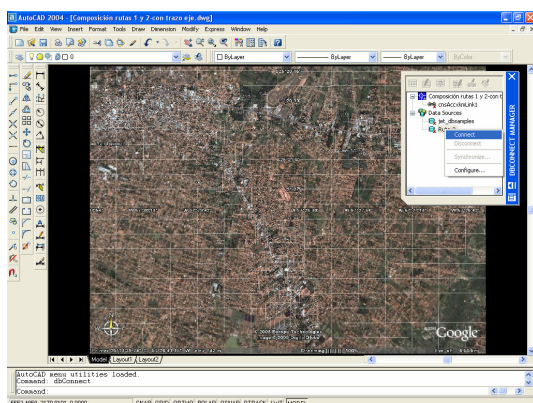 AutoCAD 2004 - [Composición rutas 1 y 2-con trazo eje.dwg]
File Edit View Insert Format Tools Draw Dimension Modify Express Window Help
0
ByLayer
ByLayer
ByLayer
ByColor
Composición rutas 1 y 2-con t
Data Sources
jet_dbsamples
Connect
Disconnect
Synchronize...
Configure...
DBCONNECT MANAGER
Google
Model Layout1 Layout2
AutoCAD menu utilities loaded.
Command: dbConnect
Command:
SNAP GRID ORTHO POLAR OSNAP OTRACK LWT MODEL